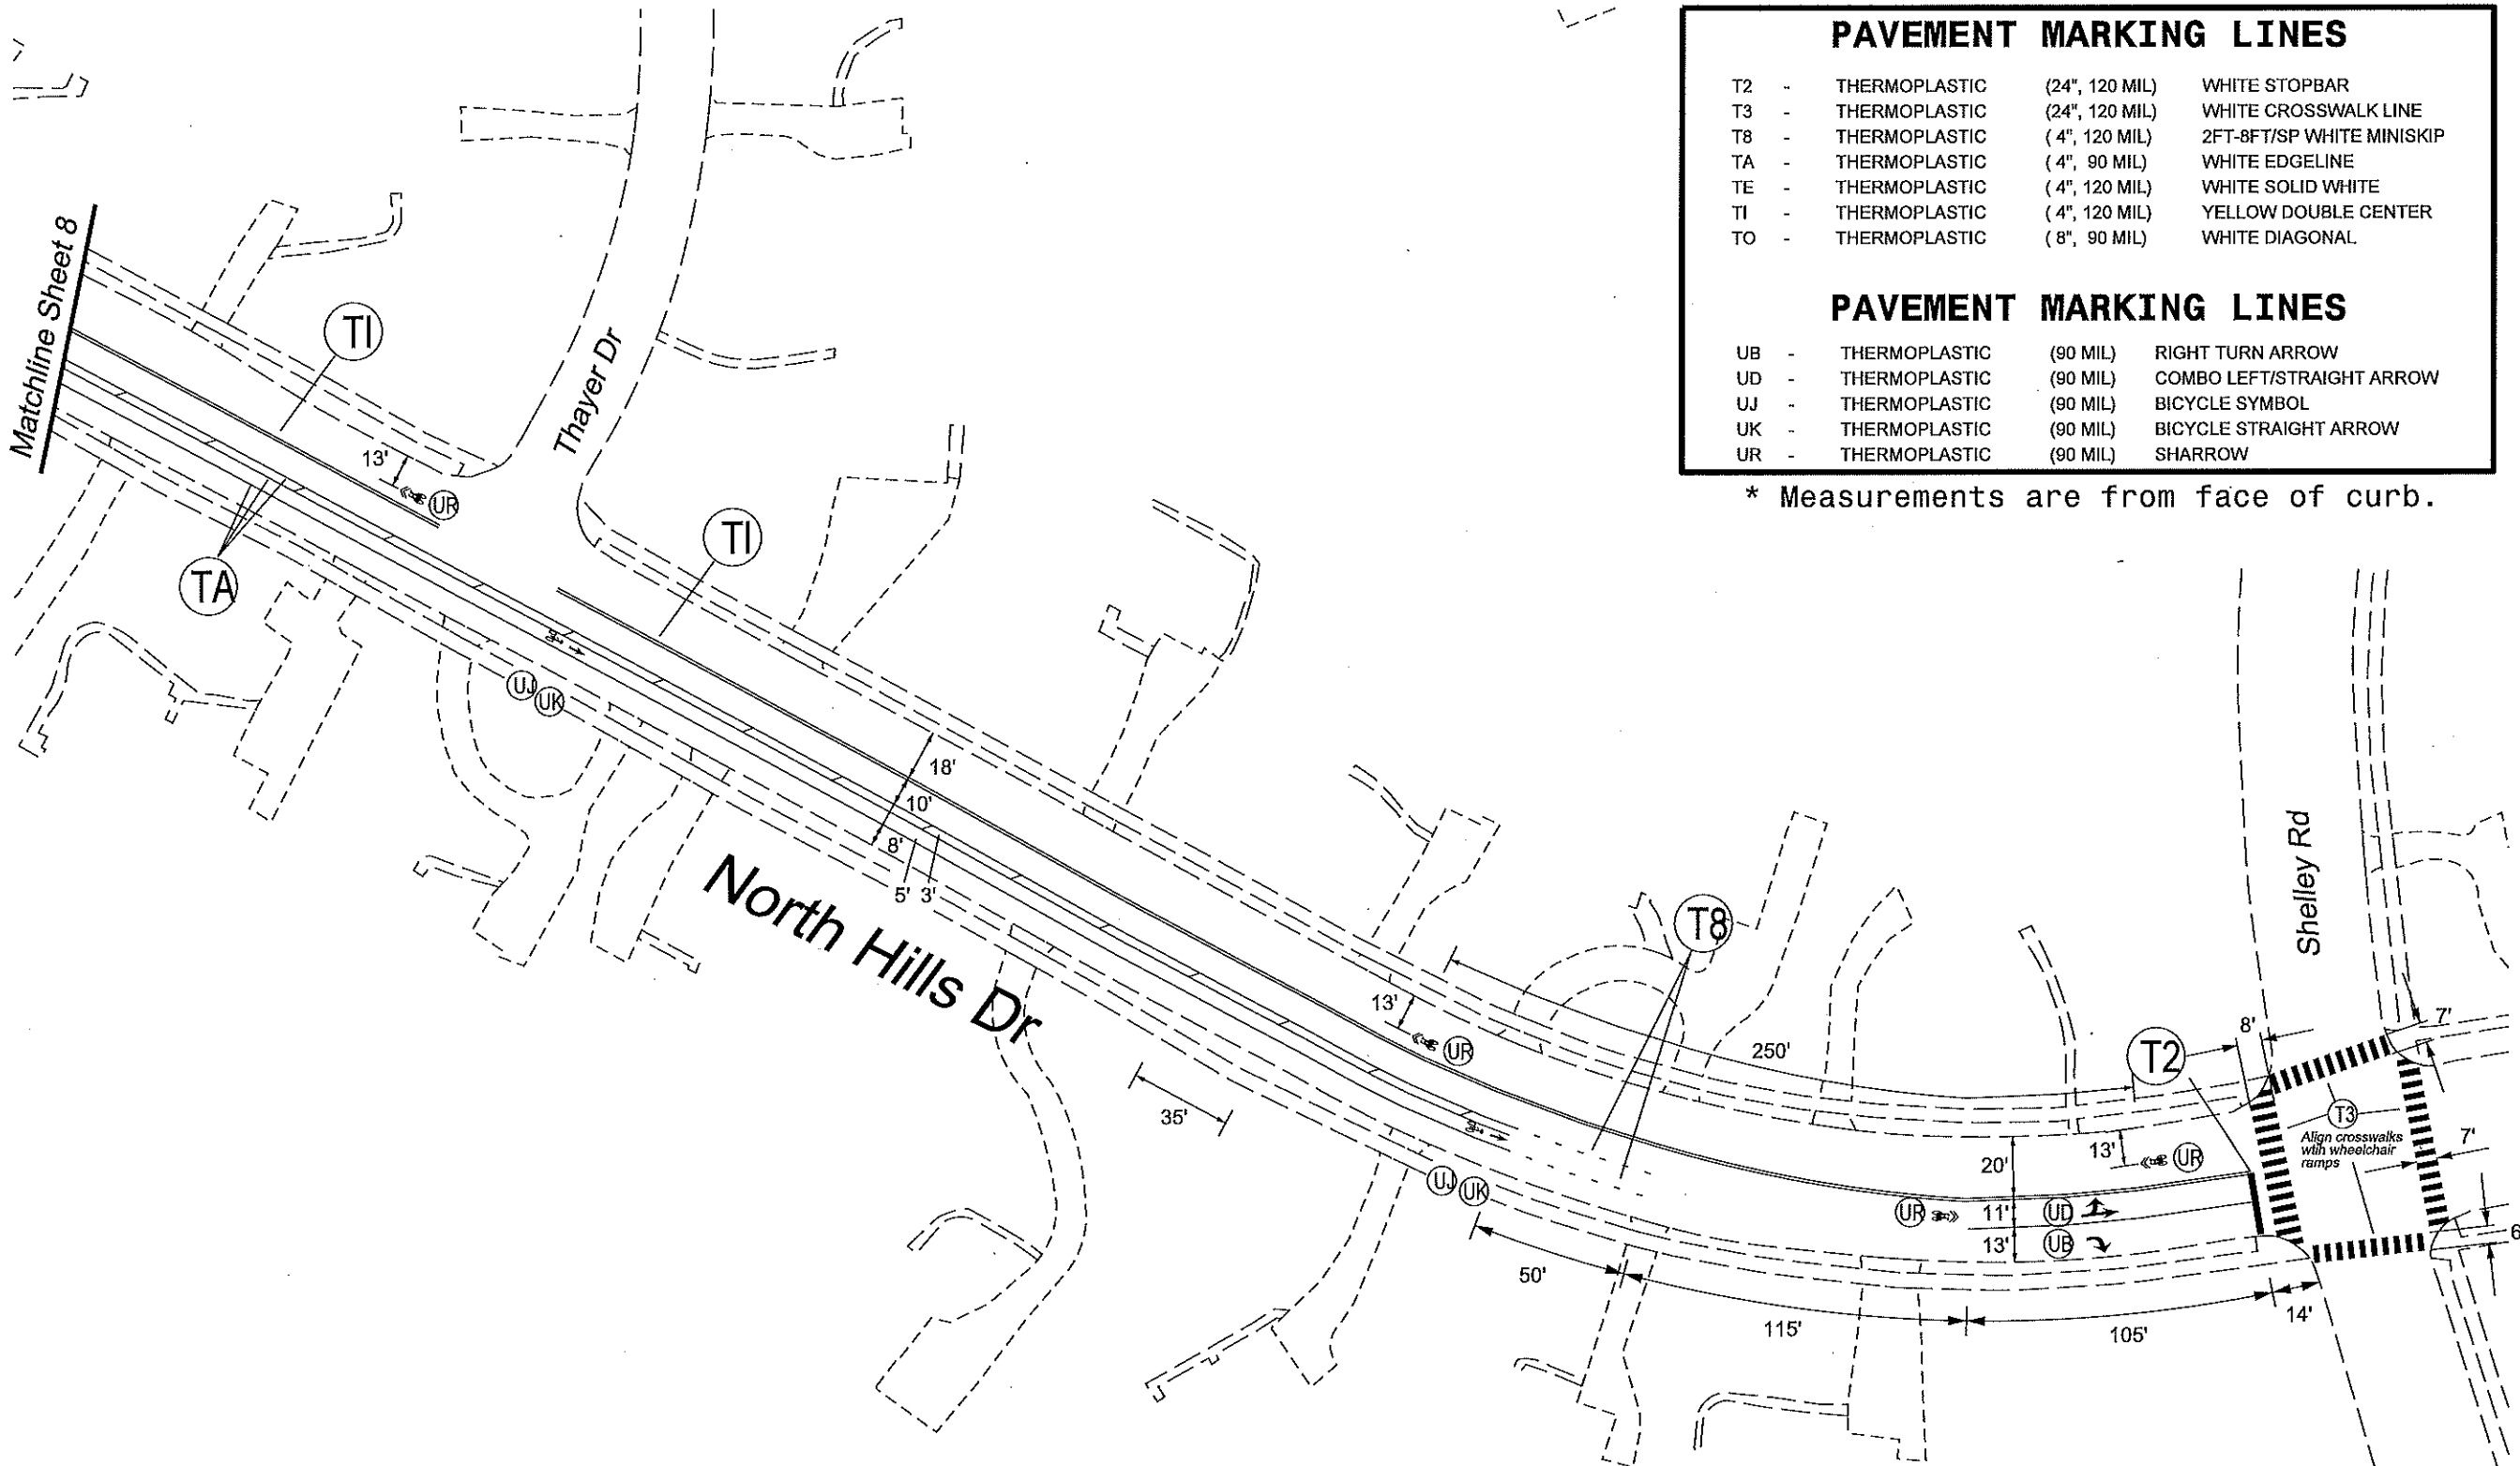 PAVEMENT MARKING LINES
T2 - THERMOPLASTIC (24", 120 MIL) WHITE STOPBAR
T3 - THERMOPLASTIC (24", 120 MIL) WHITE CROSSWALK LINE
T8 - THERMOPLASTIC ( 4", 120 MIL) 2FT-8FT/SP WHITE MINISKIP
TA - THERMOPLASTIC ( 4", 90 MIL) WHITE EDGELINE
TE - THERMOPLASTIC ( 4", 120 MIL) WHITE SOLID WHITE
TI - THERMOPLASTIC ( 4", 120 MIL) YELLOW DOUBLE CENTER
TO - THERMOPLASTIC ( 8", 90 MIL) WHITE DIAGONAL
PAVEMENT MARKING LINES
UB - THERMOPLASTIC (90 MIL) RIGHT TURN ARROW
UD - THERMOPLASTIC (90 MIL) COMBO LEFT/STRAIGHT ARROW
UJ - THERMOPLASTIC (90 MIL) BICYCLE SYMBOL
UK - THERMOPLASTIC (90 MIL) BICYCLE STRAIGHT ARROW
UR - THERMOPLASTIC (90 MIL) SHARROW
* Measurements are from face of curb.
Matchline Sheet 8
TI
Thayer Dr
13'
UR
TA
TI
UJ UK
18'
10'
8'
5' 3'
North Hills Dr
T8
Shelley Rd
13'
UR
250'
T2
8'
7'
35'
T3
Align crosswalks
with wheelchair
ramps
7'
20'
13'
UR
UJ UK
UR
11'
UD
13'
UB
6
50'
115'
105'
14'